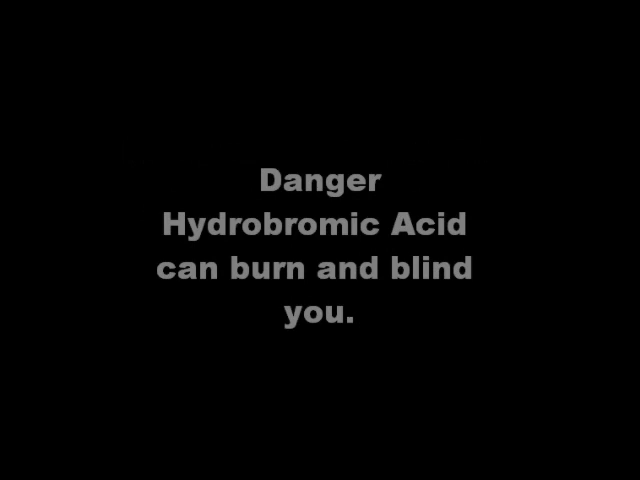 Danger
Hydrobromic Acid
can burn and blind
you.